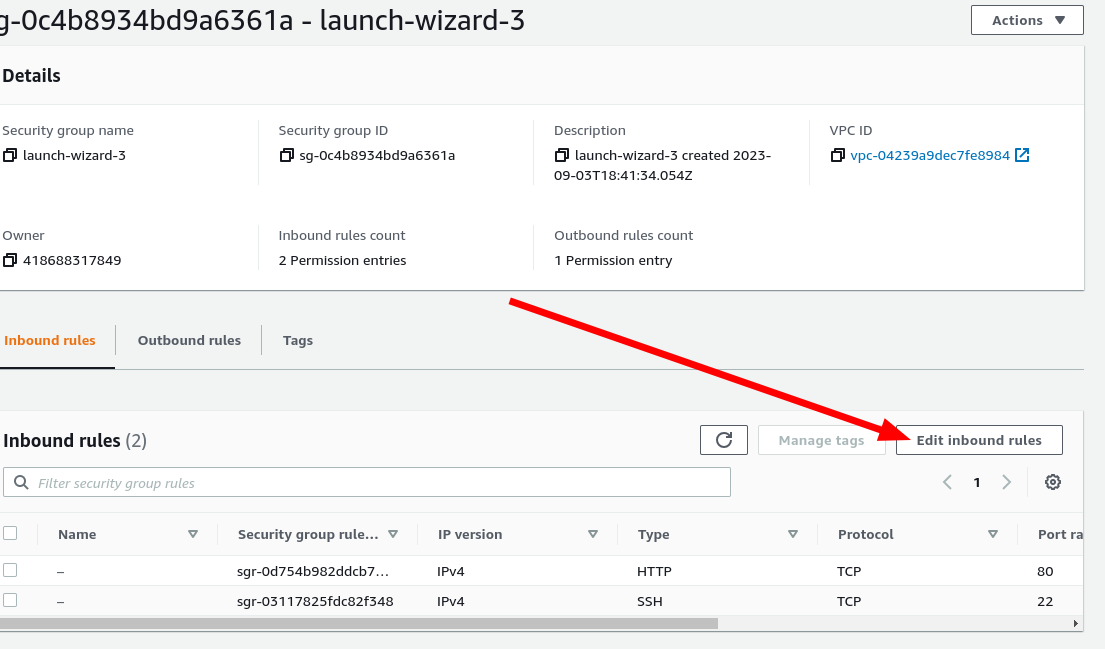 g-0c4b8934bd9a6361a - launch-wizard-3
Actions
Details
Security group name
launch-wizard-3
Security group ID
sg-0c4b8934bd9a6361a
Description
launch-wizard-3 created 2023-
09-03T18:41:34.054Z
VPC ID
vpc-04239a9dec7fe8984
Owner
418688317849
Inbound rules count
2 Permission entries
Outbound rules count
1 Permission entry
Inbound rules
Outbound rules
Tags
Inbound rules (2)
Manage tags
Edit inbound rules
Filter security group rules
1
Name
Security group rule...
IP version
Type
Protocol
Port ra
– sgr-0d754b982ddcb7... IPv4 HTTP TCP 80
– sgr-03117825fdc82f348 IPv4 SSH TCP 22